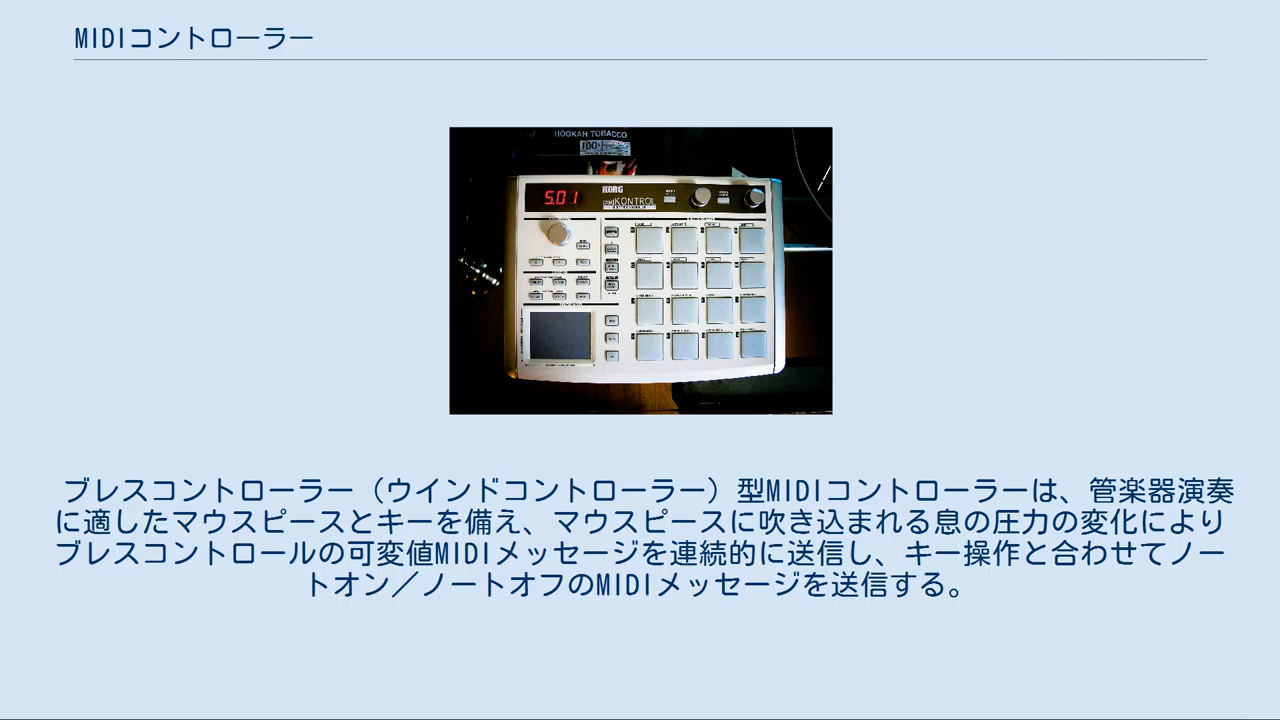 MIDIコントローラー
HOOKAH TOBACCO
100%
5.01
KORG
padKONTROL
ブレスコントローラー（ウインドコントローラー）型MIDIコントローラーは、管楽器演奏
に適したマウスピースとキーを備え、マウスピースに吹き込まれる息の圧力の変化により
ブレスコントロールの可変値MIDIメッセージを連続的に送信し、キー操作と合わせてノー
トオン／ノートオフのMIDIメッセージを送信する。